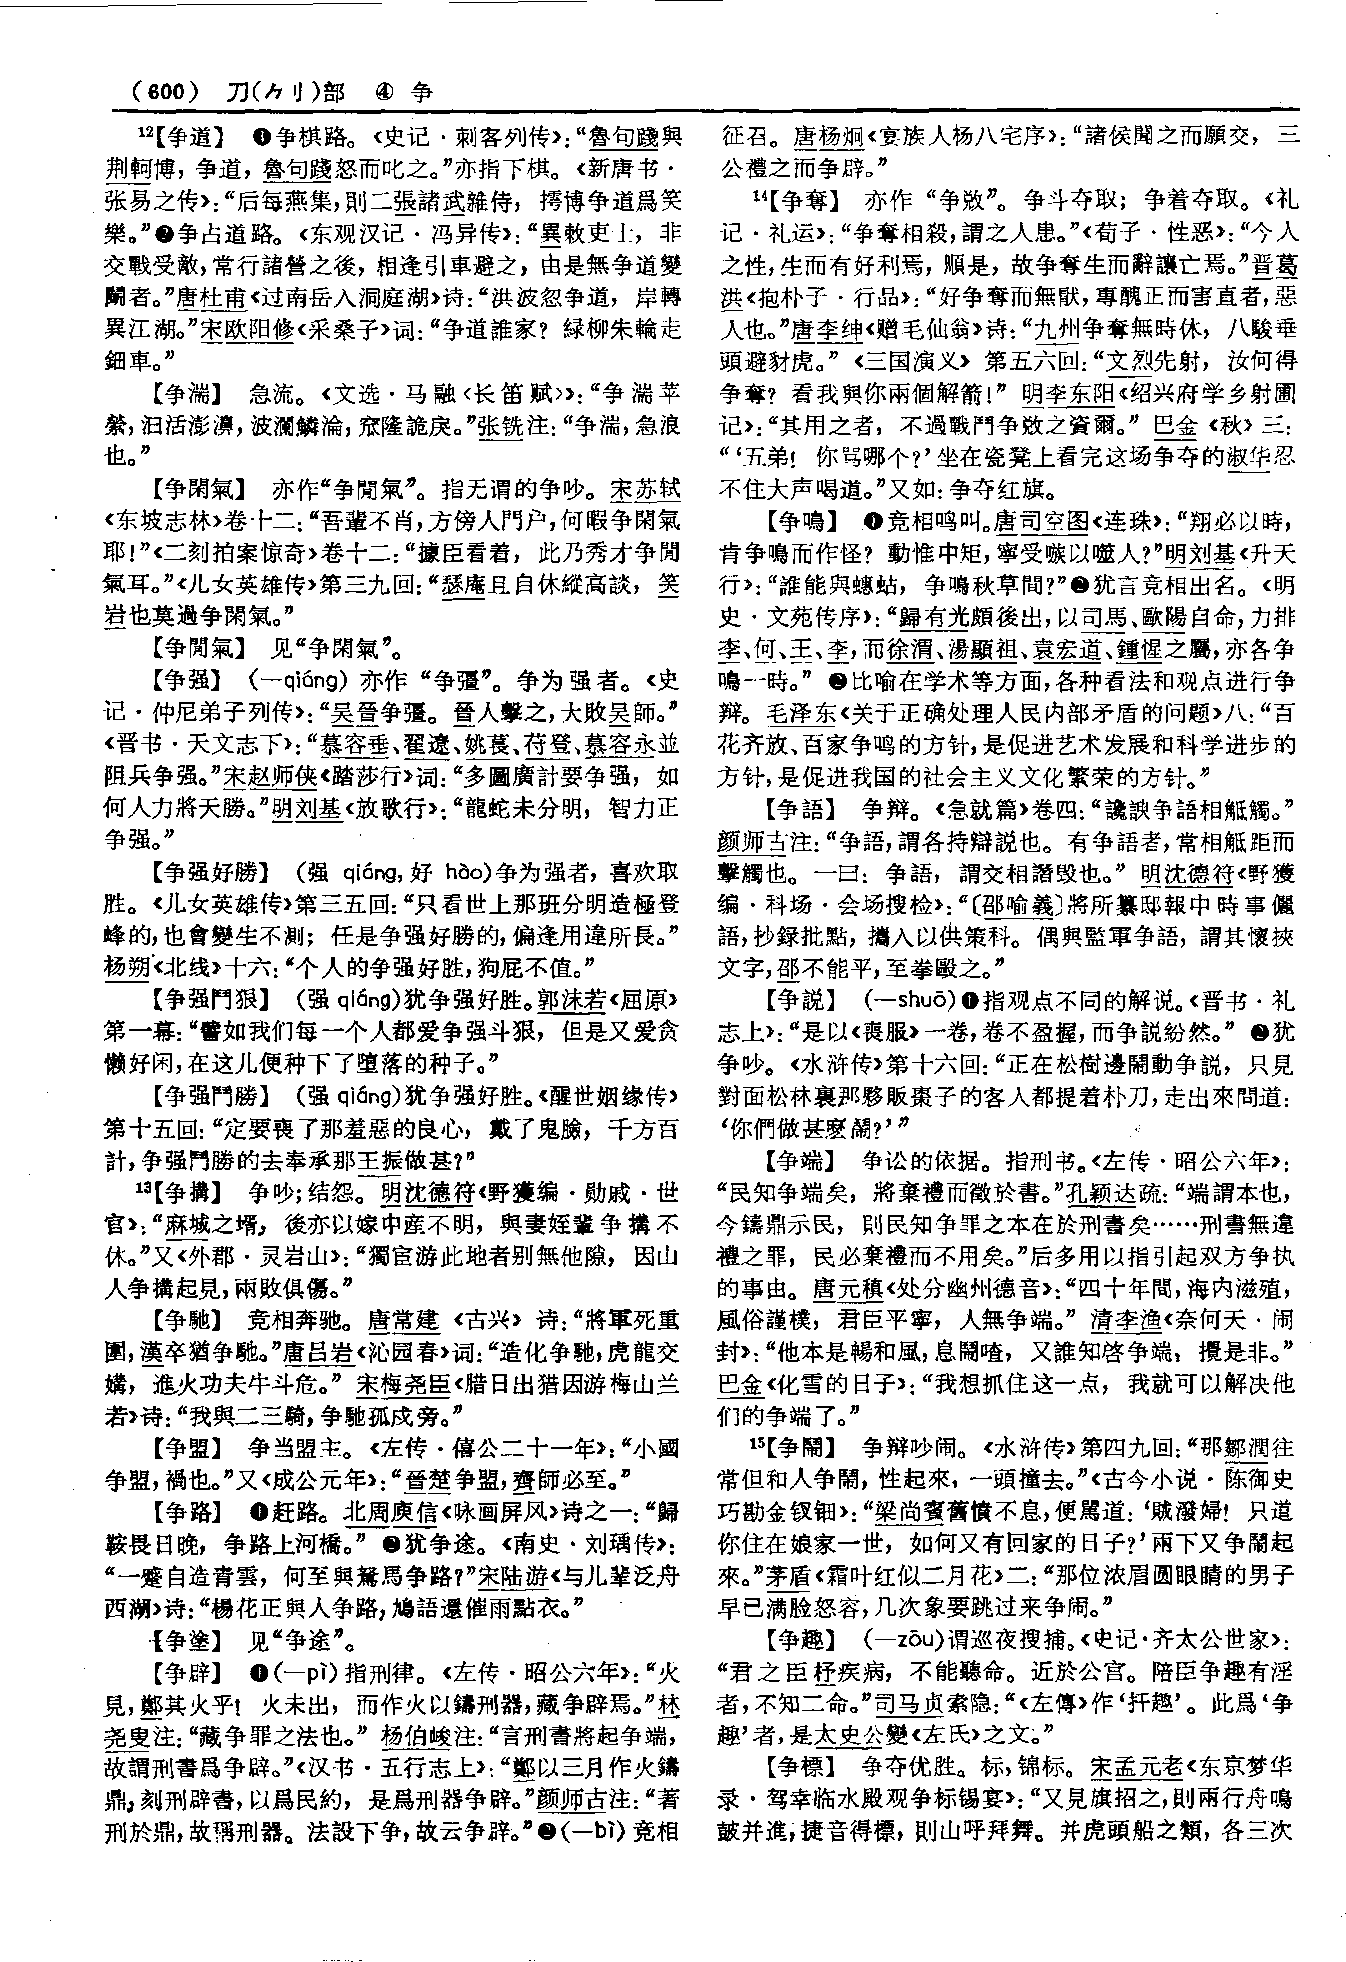 (600) 刀(⺈刂)部 ④ 争
¹²【争道】 ❶争棋路。《史记·刺客列传》:“魯句踐與
荆軻博，争道，魯句踐怒而叱之。”亦指下棋。《新唐书·
张易之传》:“后每燕集，則二張諸武雜侍，摴博争道爲笑
樂。”❷争占道路。《东观汉记·冯异传》:“異敕吏士，非
交戰受敵，常行諸營之後，相逢引車避之，由是無争道變
鬭者。”唐杜甫《过南岳入洞庭湖》诗:“洪波忽争道，岸轉
異江湖。”宋欧阳修《采桑子》词:“争道誰家？緑柳朱輪走
鈿車。”
【争湍】 急流。《文选·马融〈长笛赋〉》:“争湍苹
縈，汩活澎濞，波瀾鱗淪，窊隆詭戾。”张铣注:“争湍，急浪
也。”
【争閑氣】 亦作“争閒氣”。指无谓的争吵。宋苏轼
《东坡志林》卷十二:“吾輩不肖，方傍人門户，何暇争閑氣
耶！”《二刻拍案惊奇》卷十二:“據臣看着，此乃秀才争閒
氣耳。”《儿女英雄传》第三九回:“瑟庵且自休縱高談，笑
岩也莫過争閑氣。”
【争閒氣】 见“争閑氣”。
【争强】 (一qiáng) 亦作“争彊”。争为强者。《史
记·仲尼弟子列传》:“吴晉争彊。晉人擊之，大敗吴師。”
《晋书·天文志下》:“慕容垂、翟遼、姚萇、苻登、慕容永並
阻兵争强。”宋赵师侠《踏莎行》词:“多圖廣計要争强，如
何人力將天勝。”明刘基《放歌行》:“龍蛇未分明，智力正
争强。”
【争强好勝】 (强 qiáng，好 hào)争为强者，喜欢取
胜。《儿女英雄传》第三五回:“只看世上那班分明造極登
峰的，也會變生不測；任是争强好勝的，偏逢用違所長。”
杨朔《北线》十六:“个人的争强好胜，狗屁不值。”
【争强鬥狠】 (强 qiáng)犹争强好胜。郭沫若《屈原》
第一幕:“譬如我们每一个人都爱争强斗狠，但是又爱贪
懒好闲，在这儿便种下了堕落的种子。”
【争强鬥勝】 (强 qiáng)犹争强好胜。《醒世姻缘传》
第十五回:“定要喪了那羞惡的良心，戴了鬼臉，千方百
計，争强鬥勝的去奉承那王振做甚？”
¹³【争搆】 争吵；结怨。明沈德符《野獲编·勋戚·世
官》:“麻城之壻，後亦以嫁中産不明，與妻姪輩争搆不
休。”又《外郡·灵岩山》:“獨宦游此地者别無他隙，因山
人争搆起見，兩敗俱傷。”
【争馳】 竞相奔驰。唐常建《古兴》诗:“將軍死重
圍，漢卒猶争馳。”唐吕岩《沁园春》词:“造化争馳，虎龍交
媾，進火功夫牛斗危。”宋梅尧臣《腊日出猎因游梅山兰
若》诗:“我與二三騎，争馳孤戍旁。”
【争盟】 争当盟主。《左传·僖公二十一年》:“小國
争盟，禍也。”又《成公元年》:“晉楚争盟，齊師必至。”
【争路】 ❶赶路。北周庾信《咏画屏风》诗之一:“歸
鞍畏日晚，争路上河橋。”❷犹争途。《南史·刘瑀传》:
“一蹙自造青雲，何至與駑馬争路？”宋陆游《与儿辈泛舟
西湖》诗:“楊花正與人争路，鳩語還催雨點衣。”
【争塗】 见“争途”。
【争辟】 ❶(一pì)指刑律。《左传·昭公六年》:“火
見，鄭其火乎！火未出，而作火以鑄刑器，藏争辟焉。”林
尧叟注:“藏争罪之法也。”杨伯峻注:“言刑書將起争端，
故謂刑書爲争辟。”《汉书·五行志上》:“鄭以三月作火鑄
鼎，刻刑辟書，以爲民約，是爲刑器争辟。”颜师古注:“著
刑於鼎，故稱刑器。法設下争，故云争辟。”❷(一bì)竞相
征召。唐杨炯《宴族人杨八宅序》:“諸侯聞之而願交，三
公禮之而争辟。”
¹⁴【争奪】 亦作“争敚”。争斗夺取；争着夺取。《礼
记·礼运》:“争奪相殺，謂之人患。”《荀子·性恶》:“今人
之性，生而有好利焉，順是，故争奪生而辭讓亡焉。”晋葛
洪《抱朴子·行品》:“好争奪而無猒，專醜正而害直者，惡
人也。”唐李绅《赠毛仙翁》诗:“九州争奪無時休，八駿垂
頭避豺虎。”《三国演义》第五六回:“文烈先射，汝何得
争奪？看我與你兩個解箭！”明李东阳《绍兴府学乡射圃
记》:“其用之者，不過戰鬥争敚之資爾。”巴金《秋》三:
“‘五弟！你骂哪个？’坐在瓷凳上看完这场争夺的淑华忍
不住大声喝道。”又如:争夺红旗。
【争鳴】 ❶竞相鸣叫。唐司空图《连珠》:“翔必以時，
肯争鳴而作怪？動惟中矩，寧受嗾以噬人？”明刘基《升天
行》:“誰能與蟪蛄，争鳴秋草間？”❷犹言竞相出名。《明
史·文苑传序》:“歸有光頗後出，以司馬、歐陽自命，力排
李、何、王、李，而徐渭、湯顯祖、袁宏道、鍾惺之屬，亦各争
鳴一時。”❷比喻在学术等方面，各种看法和观点进行争
辩。毛泽东《关于正确处理人民内部矛盾的问题》八:“百
花齐放、百家争鸣的方针，是促进艺术发展和科学进步的
方针，是促进我国的社会主义文化繁荣的方针。”
【争語】 争辩。《急就篇》卷四:“讒諛争語相觝觸。”
颜师古注:“争語，謂各持辯説也。有争語者，常相觝距而
擊觸也。一曰:争語，謂交相譖毁也。”明沈德符《野獲
编·科场·会场搜检》:“〔邵喻義〕將所纂邸報中時事儷
語，抄録批點，攜入以供策科。偶與監軍争語，謂其懷挾
文字，邵不能平，至拳毆之。”
【争説】 (一shuō)❶指观点不同的解说。《晋书·礼
志上》:“是以《喪服》一卷，卷不盈握，而争説紛然。”❷犹
争吵。《水浒传》第十六回:“正在松樹邊鬧動争説，只見
對面松林裏那夥販棗子的客人都提着朴刀，走出來問道:
‘你們做甚麽鬧？’”
【争端】 争讼的依据。指刑书。《左传·昭公六年》:
“民知争端矣，將棄禮而徵於書。”孔颖达疏:“端謂本也，
今鑄鼎示民，則民知争罪之本在於刑書矣……刑書無違
禮之罪，民必棄禮而不用矣。”后多用以指引起双方争执
的事由。唐元稹《处分幽州德音》:“四十年間，海内滋殖，
風俗謹樸，君臣平寧，人無争端。”清李渔《奈何天·闹
封》:“他本是暢和風，息鬧喳，又誰知啓争端，攪是非。”
巴金《化雪的日子》:“我想抓住这一点，我就可以解决他
们的争端了。”
¹⁵【争鬧】 争辩吵闹。《水浒传》第四九回:“那鄒潤往
常但和人争鬧，性起來，一頭撞去。”《古今小说·陈御史
巧勘金钗钿》:“梁尚賓舊憤不息，便駡道:‘賊潑婦！只道
你住在娘家一世，如何又有回家的日子？’兩下又争鬧起
來。”茅盾《霜叶红似二月花》二:“那位浓眉圆眼睛的男子
早已满脸怒容，几次象要跳过来争闹。”
【争趣】 (一zōu)谓巡夜搜捕。《史记·齐太公世家》:
“君之臣杼疾病，不能聽命。近於公宫。陪臣争趣有淫
者，不知二命。”司马贞索隐:“《左傳》作‘扞趣’。此爲‘争
趣’者，是太史公變《左氏》之文。”
【争標】 争夺优胜。标，锦标。宋孟元老《东京梦华
录·驾幸临水殿观争标锡宴》:“又見旗招之，則兩行舟鳴
鼓并進，捷音得標，則山呼拜舞。并虎頭船之類，各三次